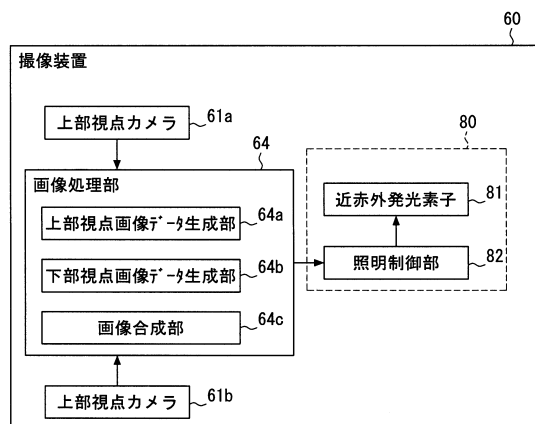 60
撮像装置
上部視点カメラ 61a
64
80
画像処理部
近赤外発光素子 81
上部視点画像データ生成部 64a
下部視点画像データ生成部 64b
照明制御部 82
画像合成部 64c
上部視点カメラ 61b